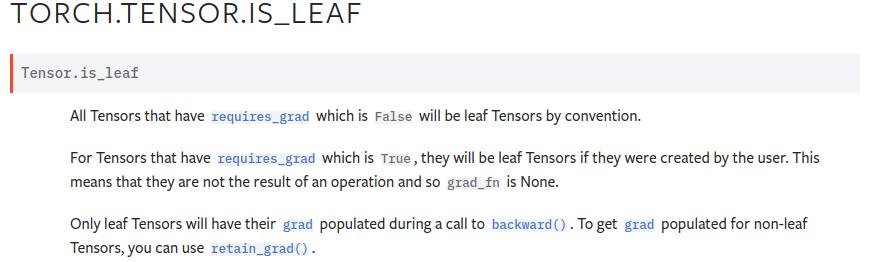 TORCH.TENSOR.IS_LEAF
Tensor.is_leaf
All Tensors that have requires_grad which is False will be leaf Tensors by convention.
For Tensors that have requires_grad which is True, they will be leaf Tensors if they were created by the user. This
means that they are not the result of an operation and so grad_fn is None.
Only leaf Tensors will have their grad populated during a call to backward(). To get grad populated for non-leaf
Tensors, you can use retain_grad().